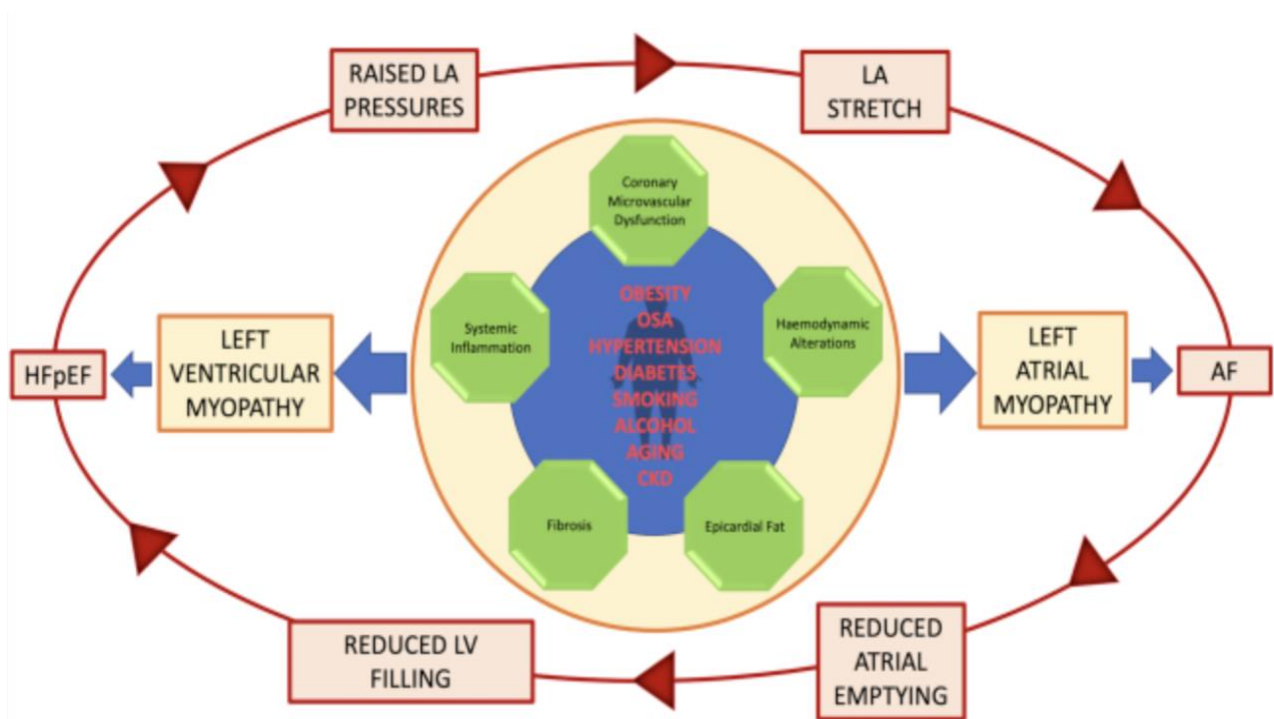 RAISED LA
PRESSURES
LA
STRETCH
Coronary
Microvascular
Dysfunction
OBESITY
OSA
HYPERTENSION
DIABETES
SMOKING
ALCOHOL
AGING
CKD
Systemic
Inflammation
Haemodynamic
Alterations
HFpEF
LEFT
VENTRICULAR
MYOPATHY
LEFT
ATRIAL
MYOPATHY
AF
Fibrosis
Epicardial Fat
REDUCED LV
FILLING
REDUCED
ATRIAL
EMPTYING